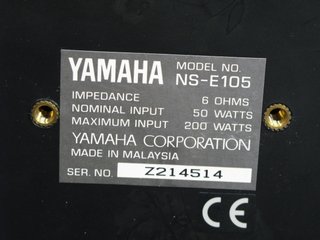 YAMAHA MODEL NO. NS-E105
IMPEDANCE 6 OHMS
NOMINAL INPUT 50 WATTS
MAXIMUM INPUT 200 WATTS
YAMAHA CORPORATION
MADE IN MALAYSIA
SER. NO. Z214514
CE